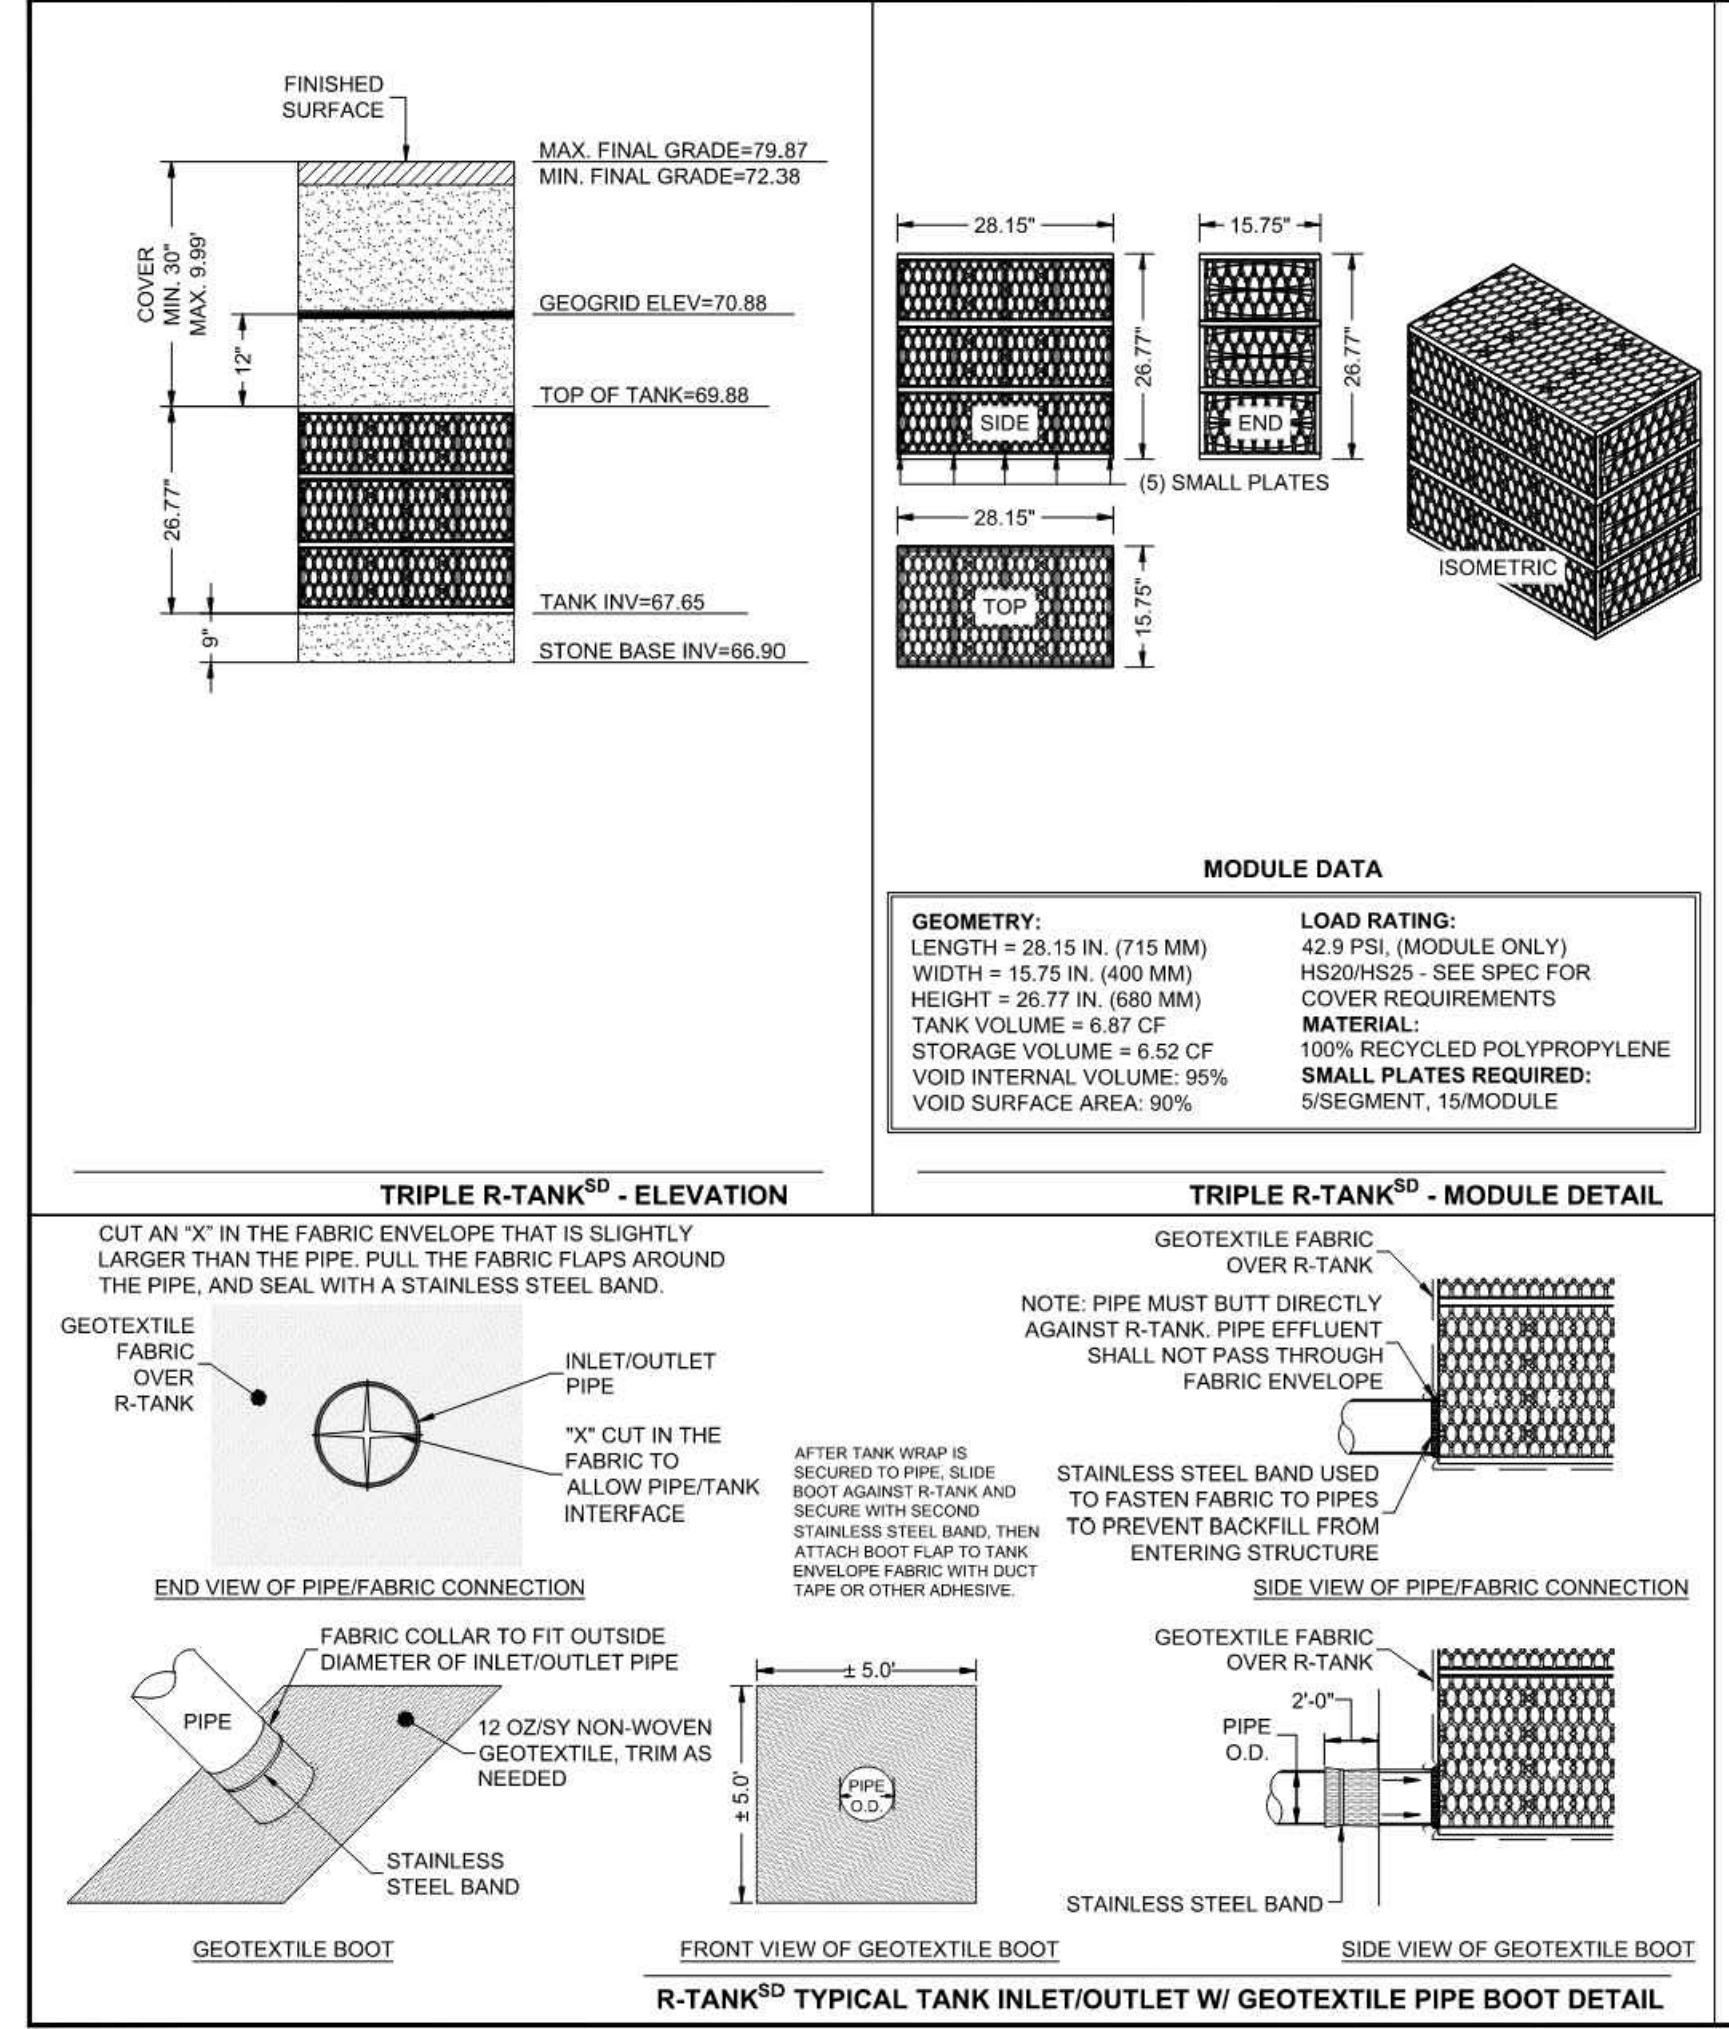 FINISHED
SURFACE
MAX. FINAL GRADE=79.87
MIN. FINAL GRADE=72.38
COVER
MIN. 30"
MAX. 9.99'
GEOGRID ELEV=70.88
12"
TOP OF TANK=69.88
26.77"
TANK INV=67.65
9"
STONE BASE INV=66.90
TRIPLE R-TANKSD - ELEVATION
28.15"
15.75"
26.77"
26.77"
SIDE
END
(5) SMALL PLATES
28.15"
15.75"
TOP
ISOMETRIC
MODULE DATA
GEOMETRY:
LENGTH = 28.15 IN. (715 MM)
WIDTH = 15.75 IN. (400 MM)
HEIGHT = 26.77 IN. (680 MM)
TANK VOLUME = 6.87 CF
STORAGE VOLUME = 6.52 CF
VOID INTERNAL VOLUME: 95%
VOID SURFACE AREA: 90%
LOAD RATING:
42.9 PSI, (MODULE ONLY)
HS20/HS25 - SEE SPEC FOR
COVER REQUIREMENTS
MATERIAL:
100% RECYCLED POLYPROPYLENE
SMALL PLATES REQUIRED:
5/SEGMENT, 15/MODULE
TRIPLE R-TANKSD - MODULE DETAIL
CUT AN "X" IN THE FABRIC ENVELOPE THAT IS SLIGHTLY
LARGER THAN THE PIPE. PULL THE FABRIC FLAPS AROUND
THE PIPE, AND SEAL WITH A STAINLESS STEEL BAND.
GEOTEXTILE
FABRIC
OVER
R-TANK
INLET/OUTLET
PIPE
"X" CUT IN THE
FABRIC TO
ALLOW PIPE/TANK
INTERFACE
END VIEW OF PIPE/FABRIC CONNECTION
AFTER TANK WRAP IS
SECURED TO PIPE, SLIDE
BOOT AGAINST R-TANK AND
SECURE WITH SECOND
STAINLESS STEEL BAND, THEN
ATTACH BOOT FLAP TO TANK
ENVELOPE FABRIC WITH DUCT
TAPE OR OTHER ADHESIVE.
GEOTEXTILE FABRIC
OVER R-TANK
NOTE: PIPE MUST BUTT DIRECTLY
AGAINST R-TANK. PIPE EFFLUENT
SHALL NOT PASS THROUGH
FABRIC ENVELOPE
STAINLESS STEEL BAND USED
TO FASTEN FABRIC TO PIPES
TO PREVENT BACKFILL FROM
ENTERING STRUCTURE
SIDE VIEW OF PIPE/FABRIC CONNECTION
FABRIC COLLAR TO FIT OUTSIDE
DIAMETER OF INLET/OUTLET PIPE
PIPE
12 OZ/SY NON-WOVEN
GEOTEXTILE, TRIM AS
NEEDED
STAINLESS
STEEL BAND
GEOTEXTILE BOOT
± 5.0'
± 5.0'
PIPE
O.D.
FRONT VIEW OF GEOTEXTILE BOOT
GEOTEXTILE FABRIC
OVER R-TANK
2'-0"
PIPE
O.D.
STAINLESS STEEL BAND
SIDE VIEW OF GEOTEXTILE BOOT
R-TANKSD TYPICAL TANK INLET/OUTLET W/ GEOTEXTILE PIPE BOOT DETAIL